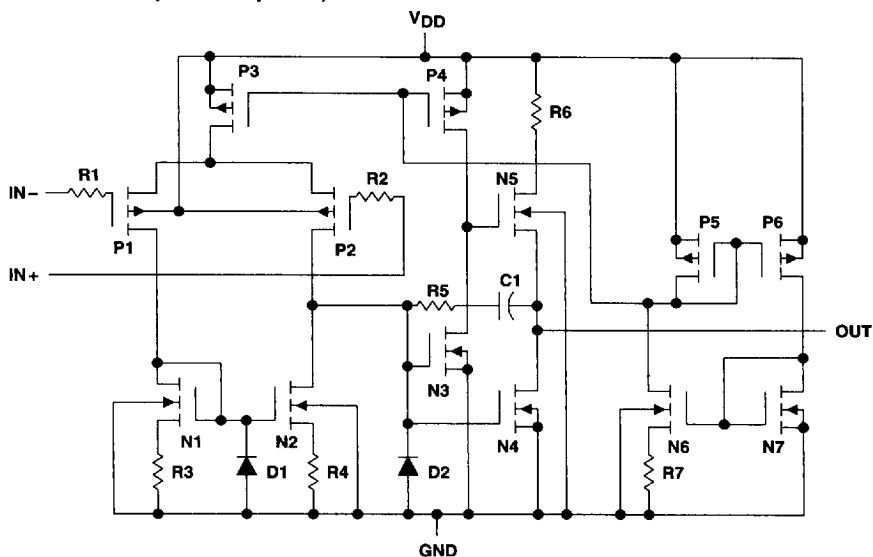 VDD
P3
P4
R6
R1
R2
IN−
N5
P5
P6
P1
P2
IN+
R5
C1
OUT
N3
N1
N2
N4
N6
N7
R3
D1
R4
D2
R7
GND